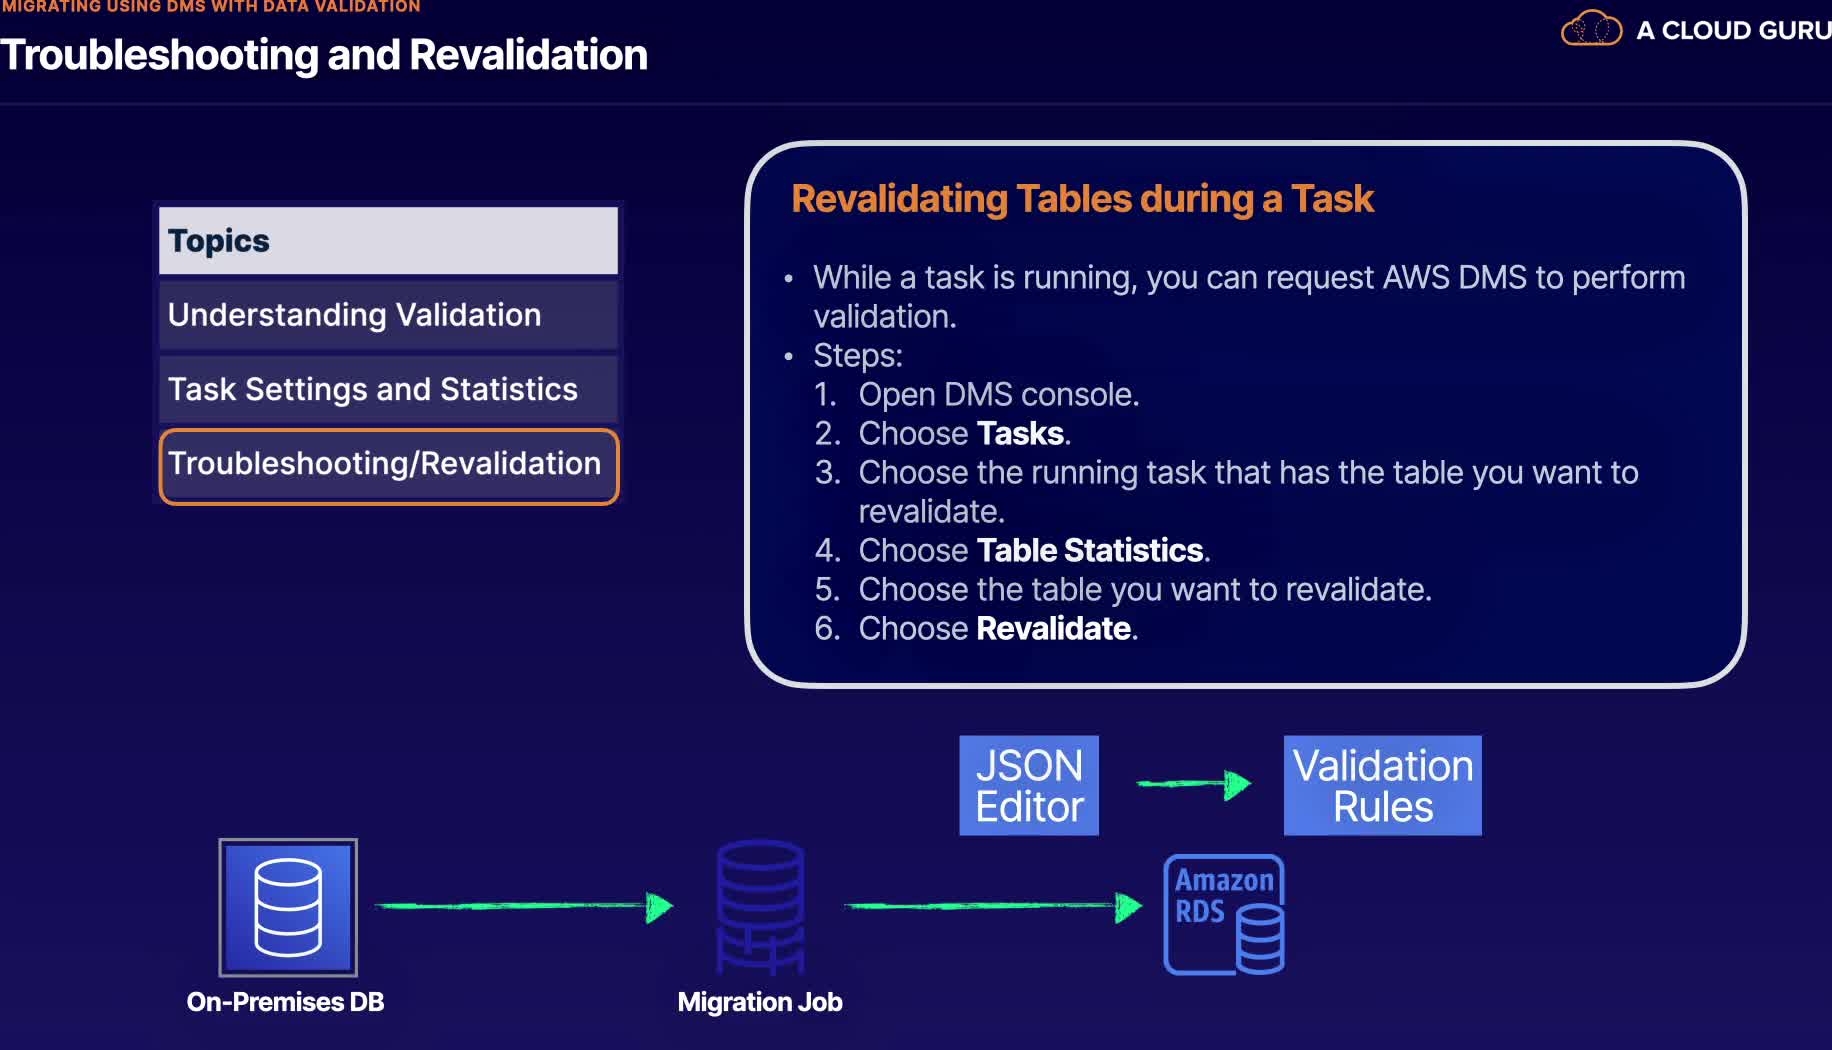 MIGRATING USING DMS WITH DATA VALIDATION
Troubleshooting and Revalidation
A CLOUD GURU
Topics
Understanding Validation
Task Settings and Statistics
Troubleshooting/Revalidation
Revalidating Tables during a Task
• While a task is running, you can request AWS DMS to perform
validation.
• Steps:
1. Open DMS console.
2. Choose Tasks.
3. Choose the running task that has the table you want to
revalidate.
4. Choose Table Statistics.
5. Choose the table you want to revalidate.
6. Choose Revalidate.
JSON
Editor
Validation
Rules
Amazon
RDS
On-Premises DB
Migration Job